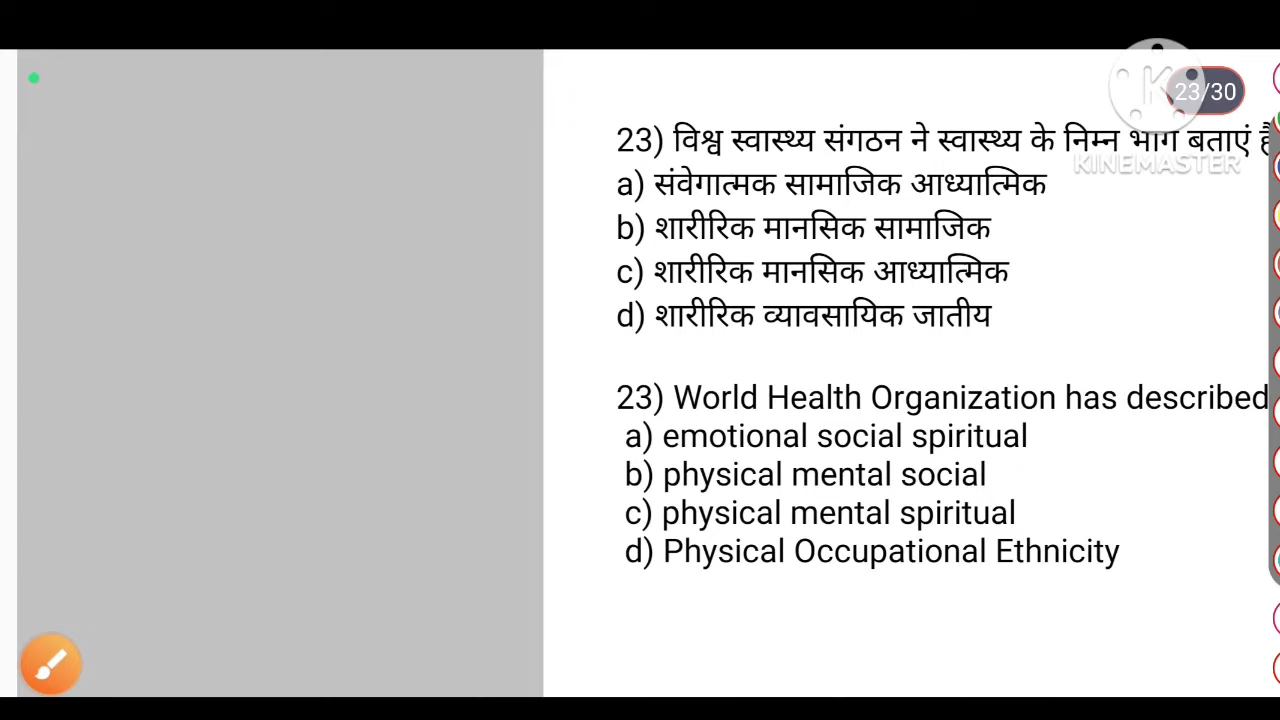 23/30
KINEMASTER
23) विश्व स्वास्थ्य संगठन ने स्वास्थ्य के निम्न भाग बताएं हैं
a) संवेगात्मक सामाजिक आध्यात्मिक
b) शारीरिक मानसिक सामाजिक
c) शारीरिक मानसिक आध्यात्मिक
d) शारीरिक व्यावसायिक जातीय
23) World Health Organization has described
a) emotional social spiritual
b) physical mental social
c) physical mental spiritual
d) Physical Occupational Ethnicity